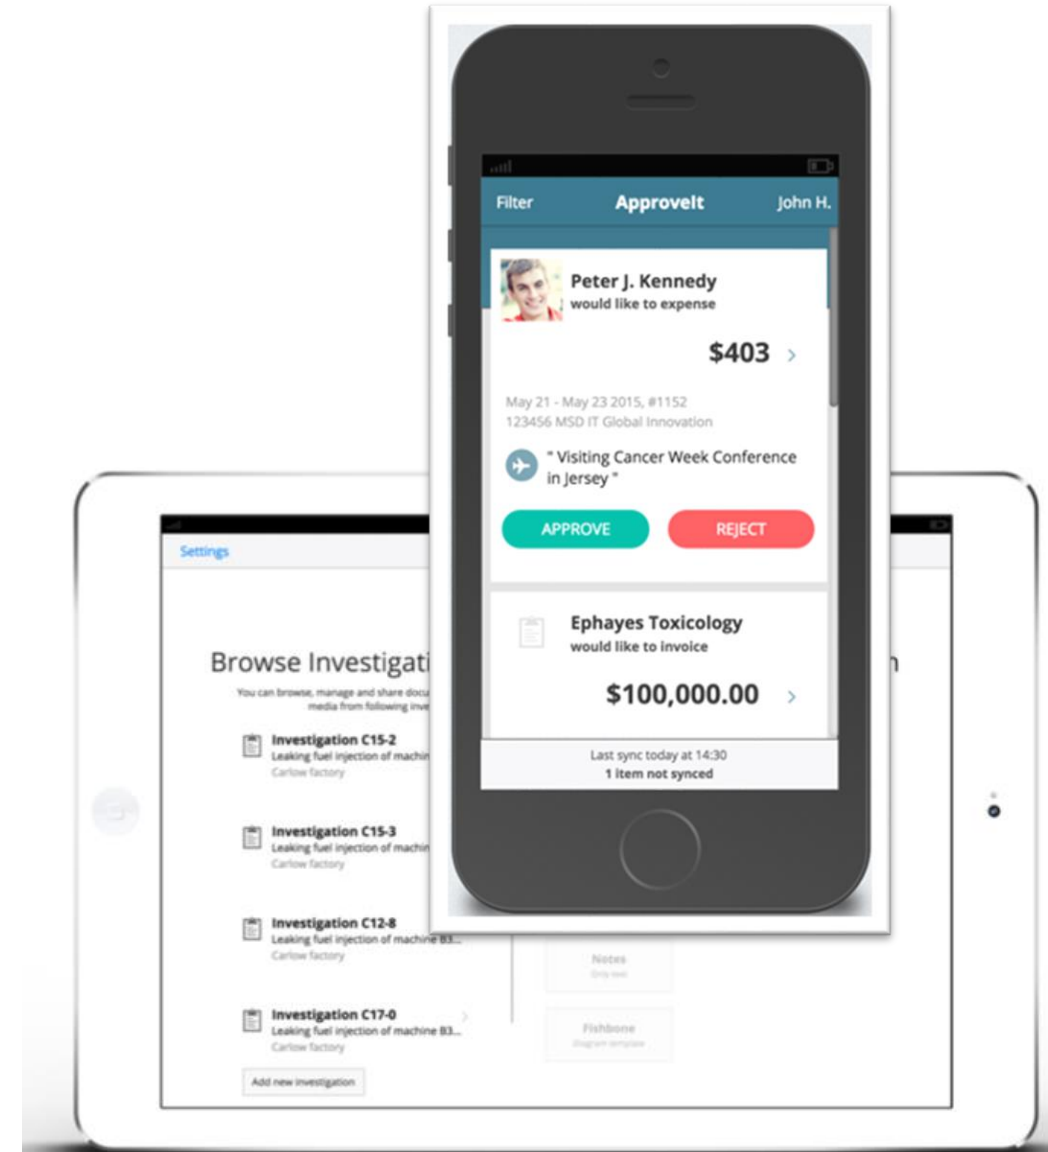 Filter ApproveIt John H.
Peter J. Kennedy
would like to expense
$403
May 21 - May 23 2015, #1152
123456 MSD IT Global Innovation
" Visiting Cancer Week Conference
in Jersey "
APPROVE REJECT
Ephayes Toxicology
would like to invoice
$100,000.00
Last sync today at 14:30
1 item not synced
Settings
Browse Investigati
You can browse, manage and share docu
media from following inve
Investigation C15-2
Leaking fuel injection of machin
Carlow factory
Investigation C15-3
Leaking fuel injection of machin
Carlow factory
Investigation C12-8
Leaking fuel injection of machine B3...
Carlow factory
Investigation C17-0
Leaking fuel injection of machine B3...
Carlow factory
Add new investigation
n
Notes
Only text
Fishbone
Diagram template